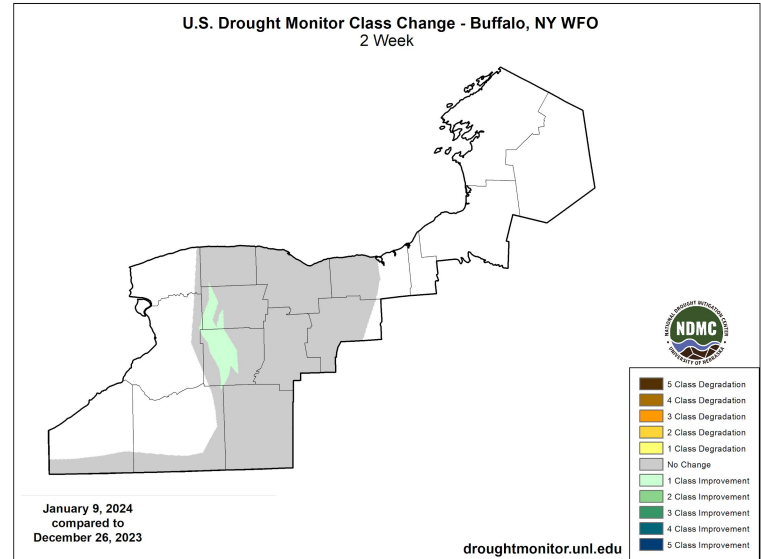 U.S. Drought Monitor Class Change - Buffalo, NY WFO
2 Week
NATIONAL DROUGHT MITIGATION CENTER
NDMC
UNIVERSITY OF NEBRASKA
5 Class Degradation
4 Class Degradation
3 Class Degradation
2 Class Degradation
1 Class Degradation
No Change
1 Class Improvement
2 Class Improvement
3 Class Improvement
4 Class Improvement
5 Class Improvement
January 9, 2024
compared to
December 26, 2023
droughtmonitor.unl.edu